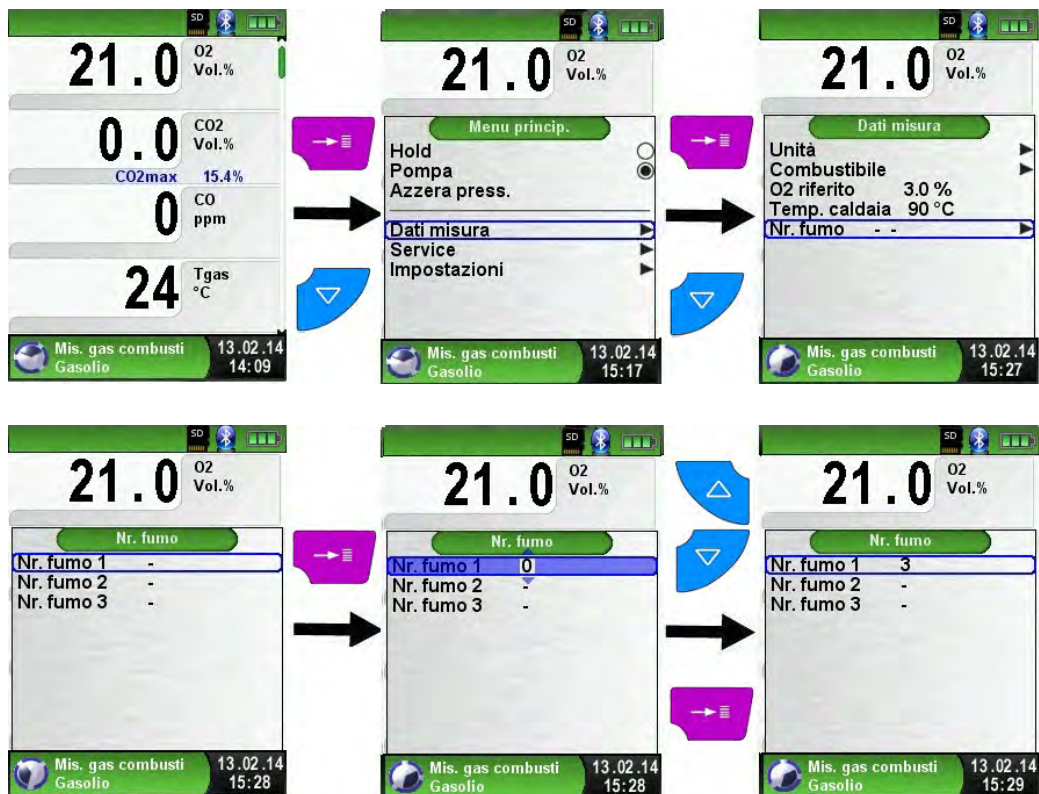 SD
21.0 O2 Vol.%
0.0 CO2 Vol.%
CO2max 15.4%
0 CO ppm
24 Tgas °C
Mis. gas combusti 13.02.14
Gasolio 14:09
SD
21.0 O2 Vol.%
Menu princip.
Hold
Pompa
Azzera press.
Dati misura
Service
Impostazioni
Mis. gas combusti 13.02.14
Gasolio 15:17
SD
21.0 O2 Vol.%
Dati misura
Unità
Combustibile
O2 riferito 3.0 %
Temp. caldaia 90 °C
Nr. fumo - -
Mis. gas combusti 13.02.14
Gasolio 15:27
SD
21.0 O2 Vol.%
Nr. fumo
Nr. fumo 1 -
Nr. fumo 2 -
Nr. fumo 3 -
Mis. gas combusti 13.02.14
Gasolio 15:28
SD
21.0 O2 Vol.%
Nr. fumo
Nr. fumo 1 0
Nr. fumo 2 -
Nr. fumo 3 -
Mis. gas combusti 13.02.14
Gasolio 15:28
SD
21.0 O2 Vol.%
Nr. fumo
Nr. fumo 1 3
Nr. fumo 2 -
Nr. fumo 3 -
Mis. gas combusti 13.02.14
Gasolio 15:29